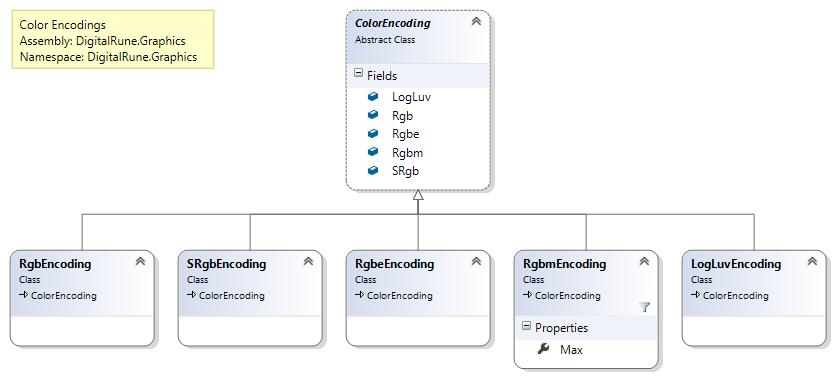 Color Encodings
Assembly: DigitalRune.Graphics
Namespace: DigitalRune.Graphics
ColorEncoding
Abstract Class
Fields
LogLuv
Rgb
Rgbe
Rgbm
SRgb
RgbEncoding
Class
ColorEncoding
SRgbEncoding
Class
ColorEncoding
RgbeEncoding
Class
ColorEncoding
RgbmEncoding
Class
ColorEncoding
Properties
Max
LogLuvEncoding
Class
ColorEncoding